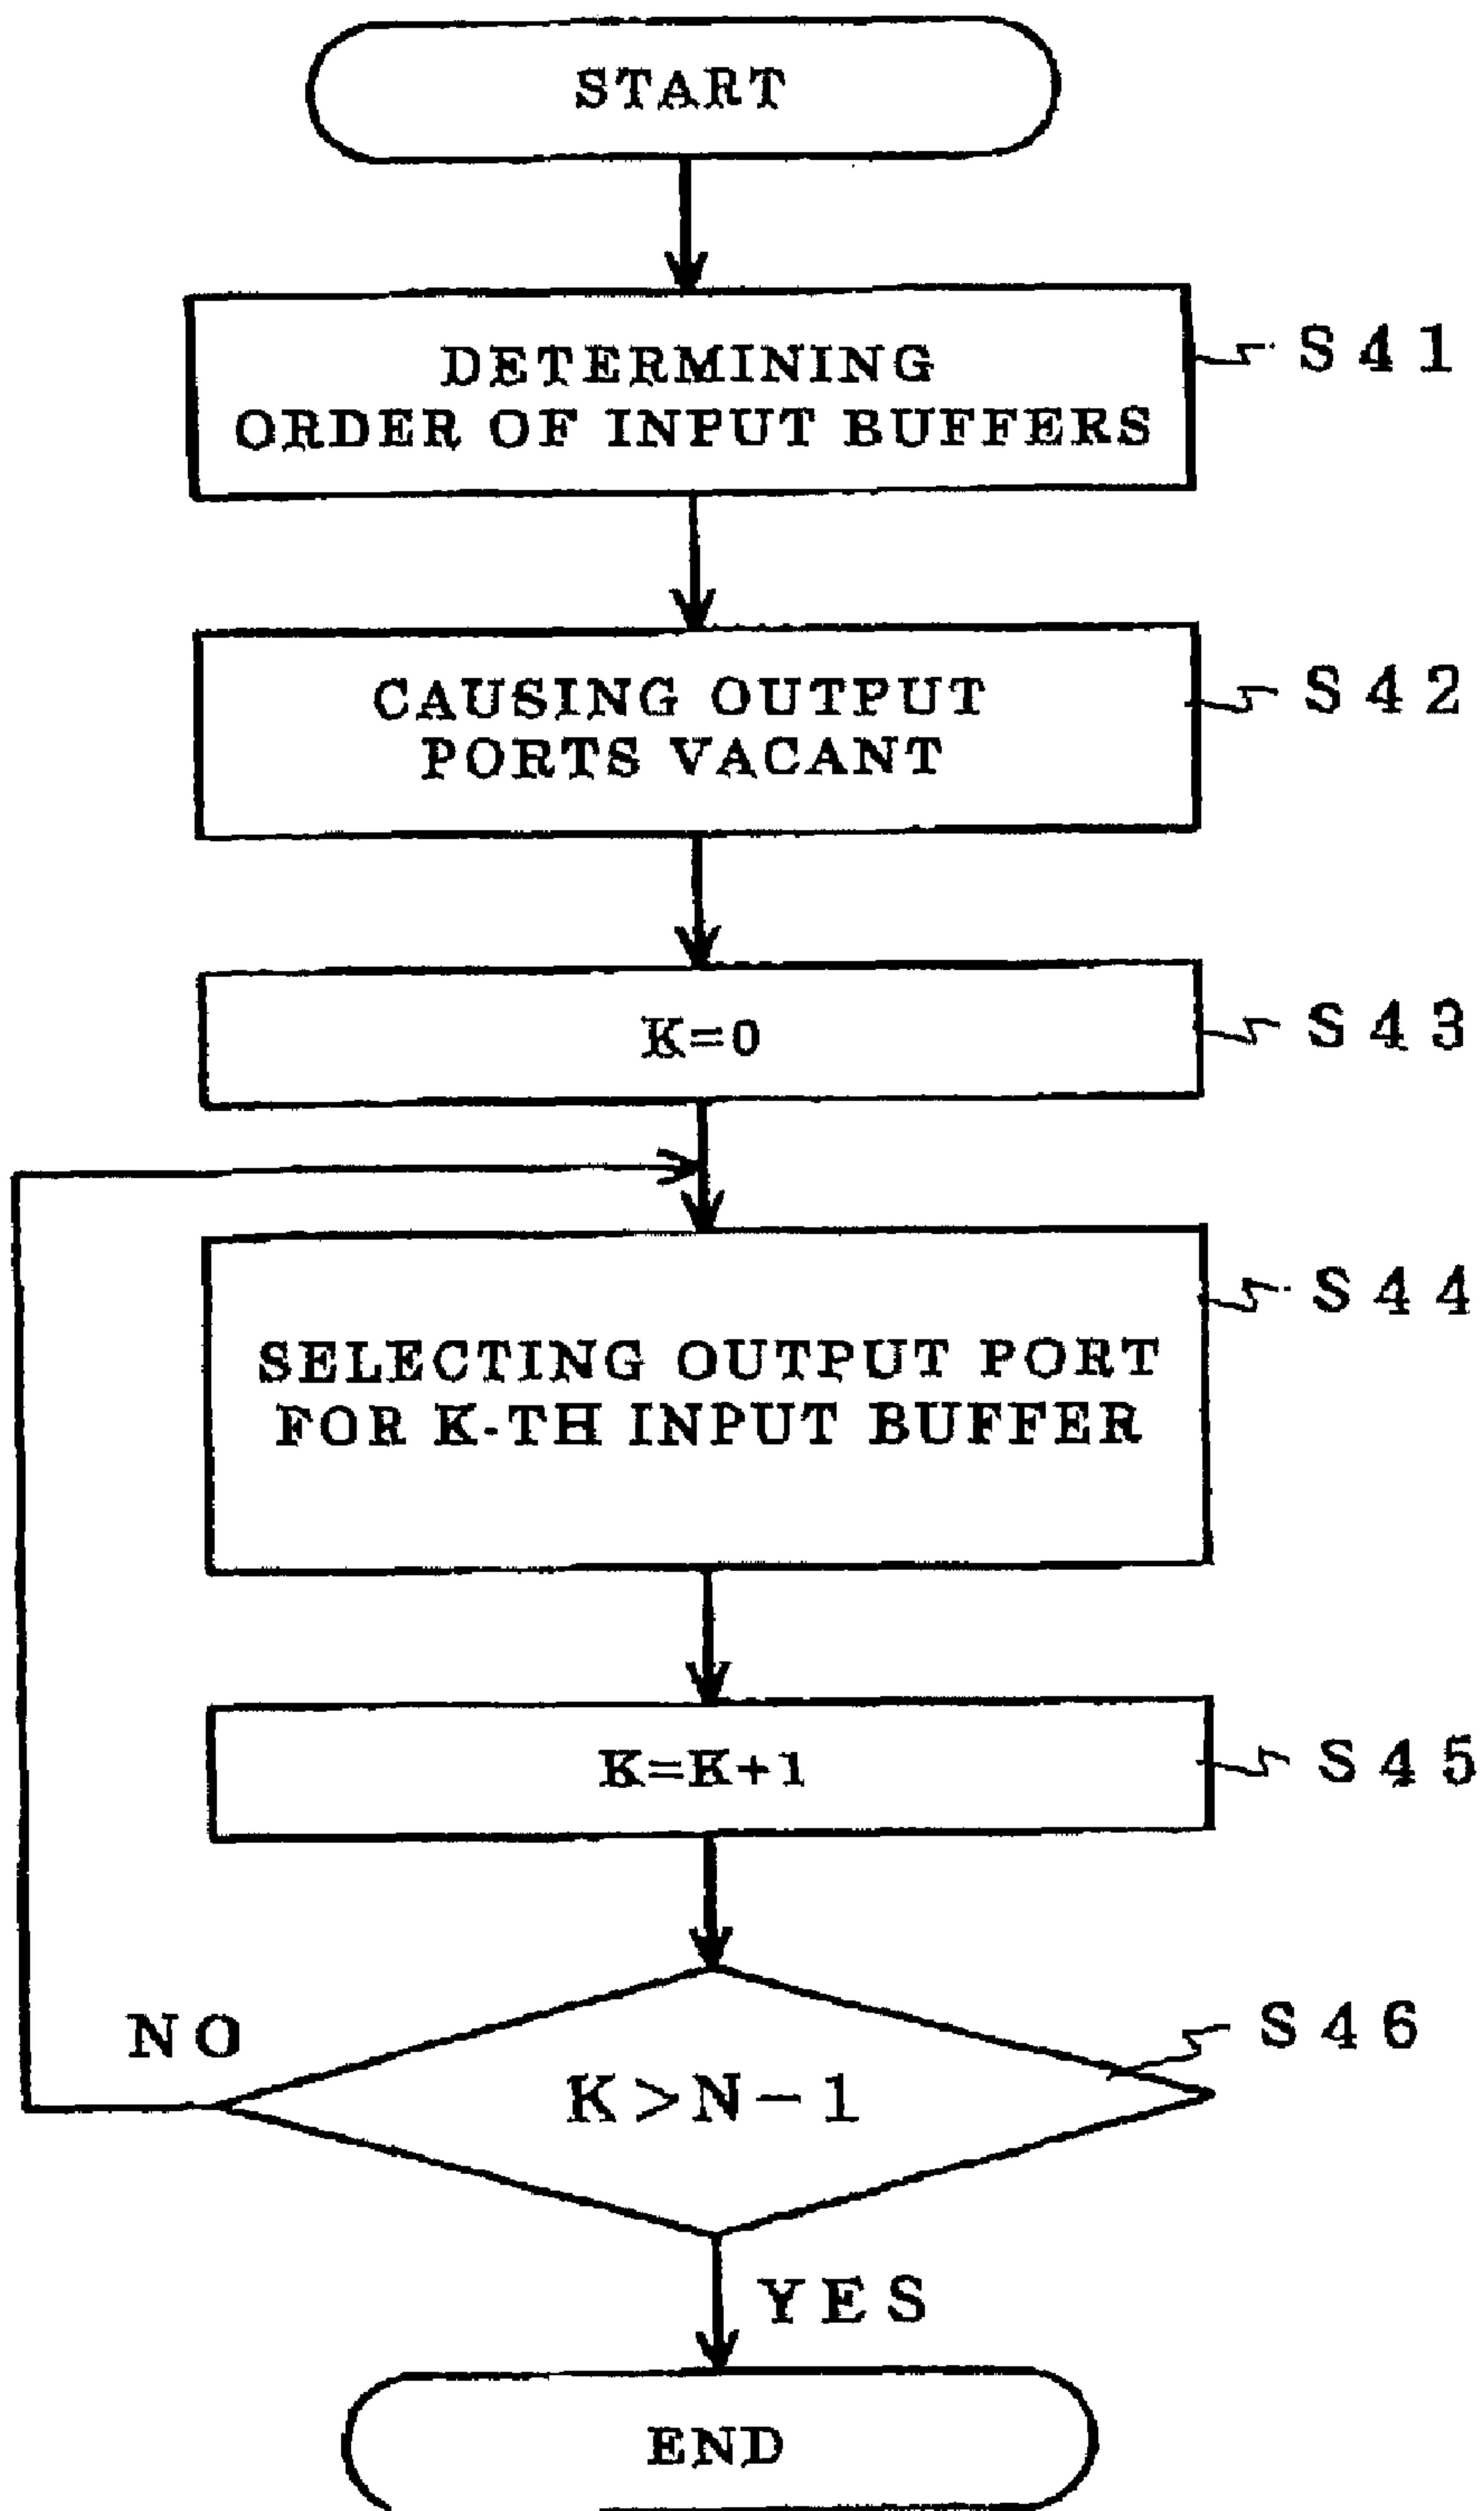 START
DETERMINING
ORDER OF INPUT BUFFERS
S41
CAUSING OUTPUT
PORTS VACANT
S42
K=0
S43
SELECTING OUTPUT PORT
FOR K-TH INPUT BUFFER
S44
K=K+1
S45
NO
K>N-1
S46
YES
END